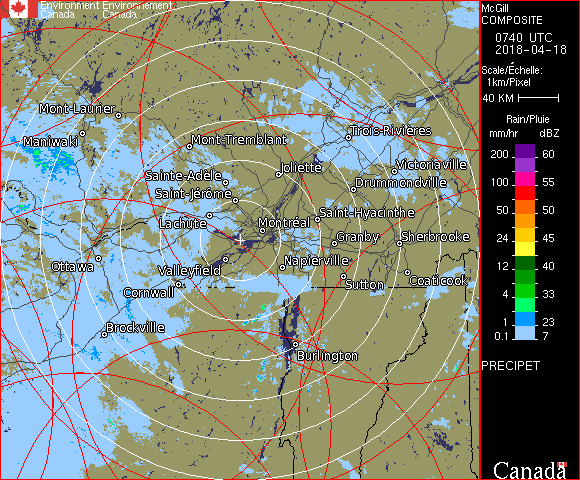 Environment Environnement
Canada Canada
McGill
COMPOSITE
0740 UTC
2018-04-18
Scale/Échelle:
1km/Pixel
40 KM
Rain/Pluie
mm/hr dBZ
200 60
100 55
50 50
24 45
12 40
4 33
1 23
0.1 7
PRECIPET
Canada
Mont-Laurier
Maniwaki
Mont-Tremblant
Trois-Rivières
Sainte-Adèle
Joliette
Victoriaville
Saint-Jérôme
Drummondville
Lachute
Montréal
Saint-Hyacinthe
Granby
Sherbrooke
Ottawa
Valleyfield
Napierville
Cornwall
Sutton
Coaticook
Brockville
Burlington